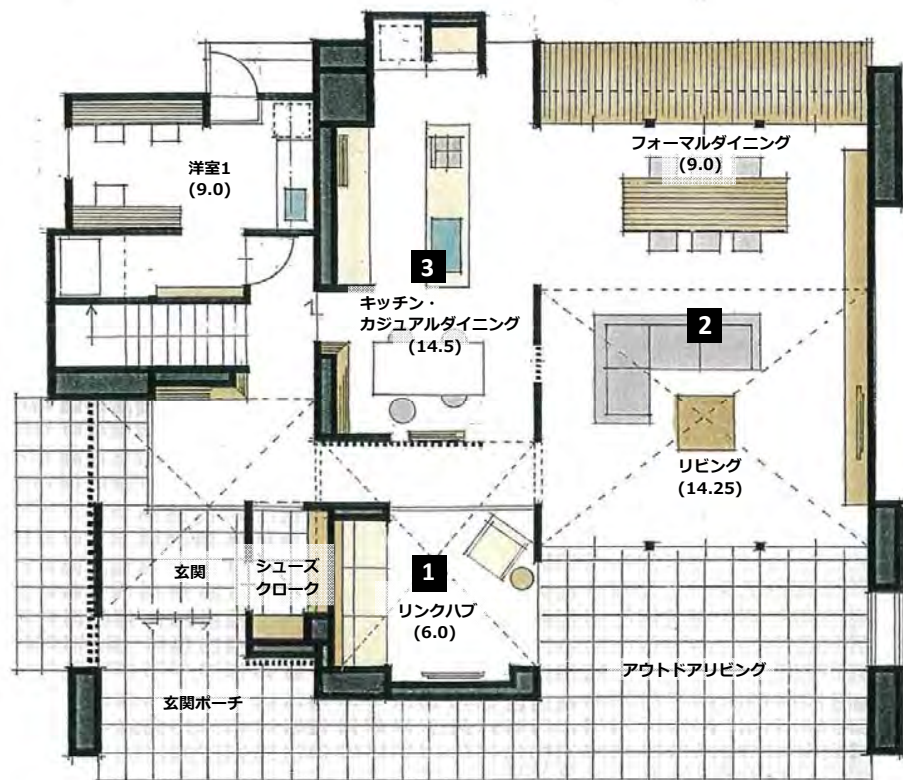 洋室1
(9.0)
フォーマルダイニング
(9.0)
3
キッチン・
カジュアルダイニング
(14.5)
2
リビング
(14.25)
玄関
シューズ
クローク
1
リンクハブ
(6.0)
アウトドアリビング
玄関ポーチ